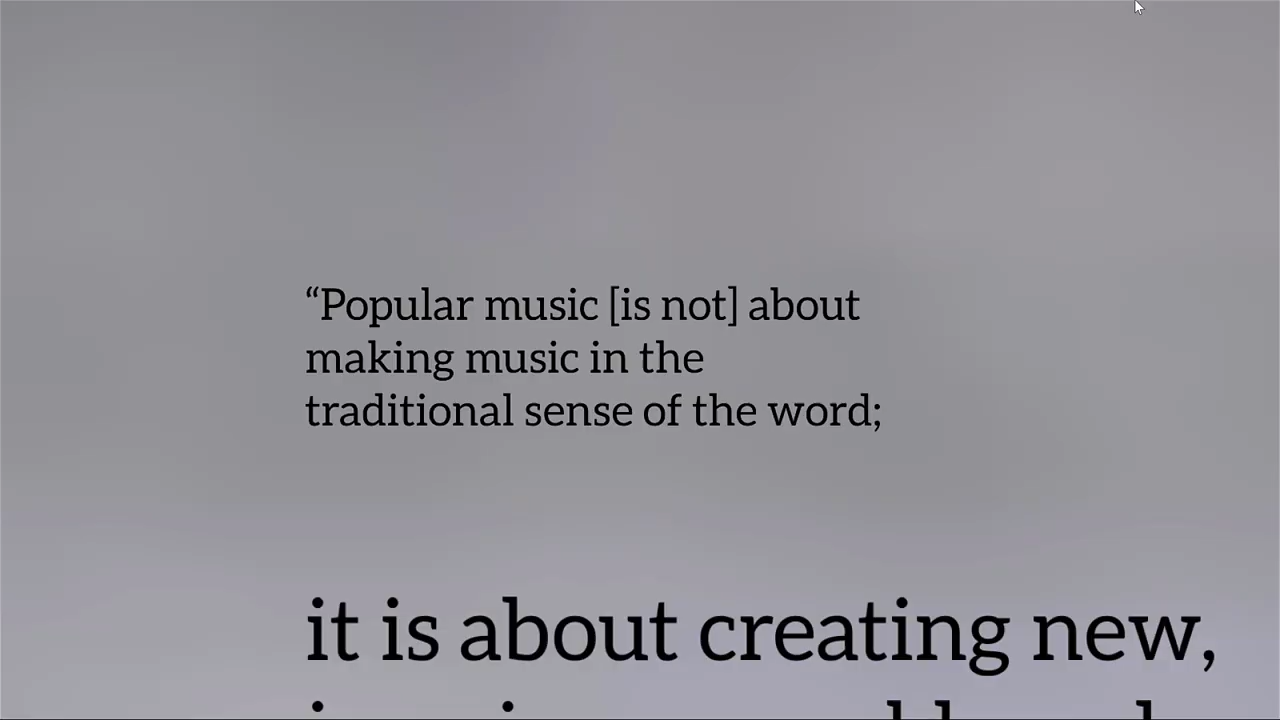 “Popular music [is not] about
making music in the
traditional sense of the word;
it is about creating new,